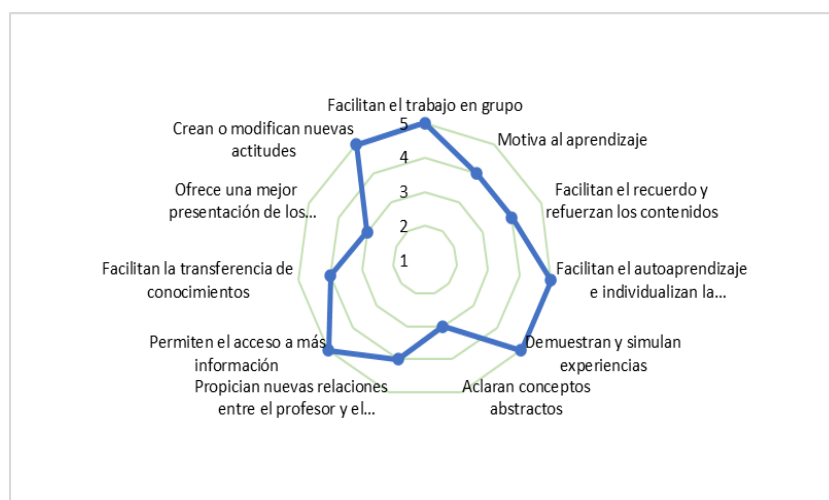 Facilitan el trabajo en grupo
5
4
3
2
1
Motiva al aprendizaje
Facilitan el recuerdo y
refuerzan los contenidos
Facilitan el autoaprendizaje
e individualizan la...
Demuestran y simulan
experiencias
Aclaran conceptos
abstractos
Propician nuevas relaciones
entre el profesor y el...
Permiten el acceso a más
información
Facilitan la transferencia de
conocimientos
Ofrece una mejor
presentación de los...
Crean o modifican nuevas
actitudes